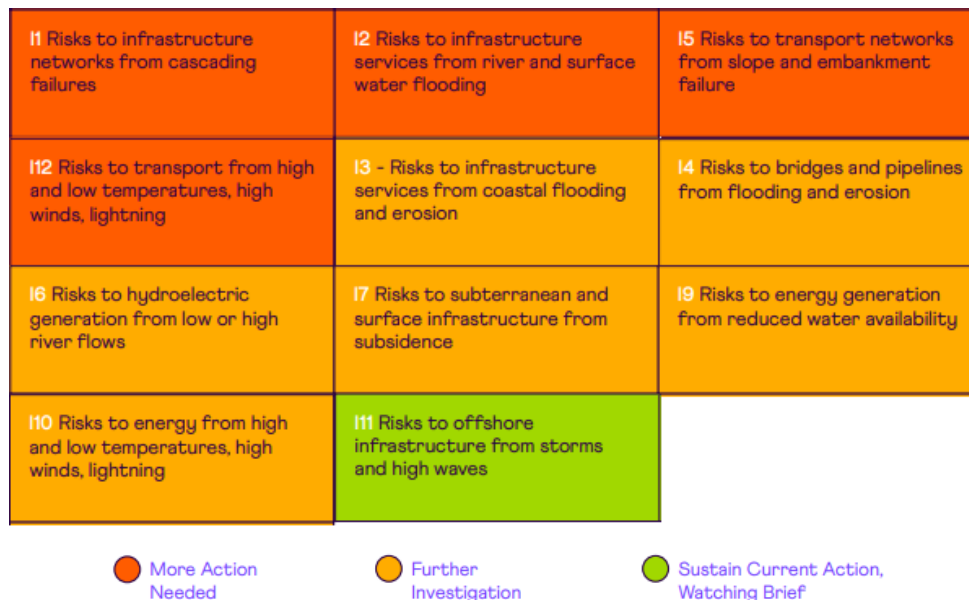 I1 Risks to infrastructure
networks from cascading
failures
I2 Risks to infrastructure
services from river and surface
water flooding
I5 Risks to transport networks
from slope and embankment
failure
I12 Risks to transport from high
and low temperatures, high
winds, lightning
I3 - Risks to infrastructure
services from coastal flooding
and erosion
I4 Risks to bridges and pipelines
from flooding and erosion
I6 Risks to hydroelectric
generation from low or high
river flows
I7 Risks to subterranean and
surface infrastructure from
subsidence
I9 Risks to energy generation
from reduced water availability
I10 Risks to energy from high
and low temperatures, high
winds, lightning
I11 Risks to offshore
infrastructure from storms
and high waves
More Action
Needed
Further
Investigation
Sustain Current Action,
Watching Brief